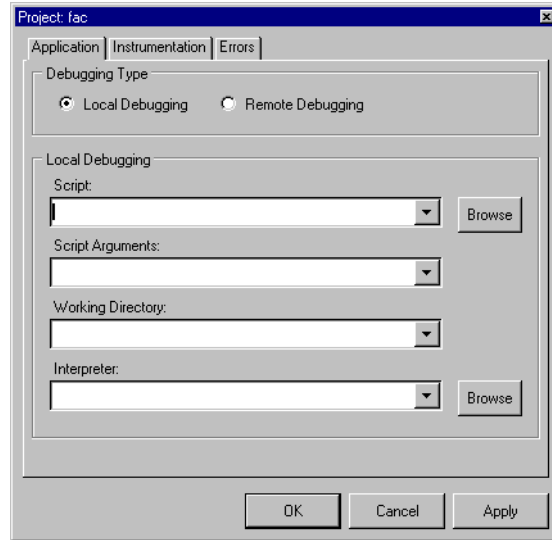 Project: fac
Application Instrumentation Errors
Debugging Type
Local Debugging Remote Debugging
Local Debugging
Script:
Browse
Script Arguments:
Working Directory:
Interpreter:
Browse
OK Cancel Apply